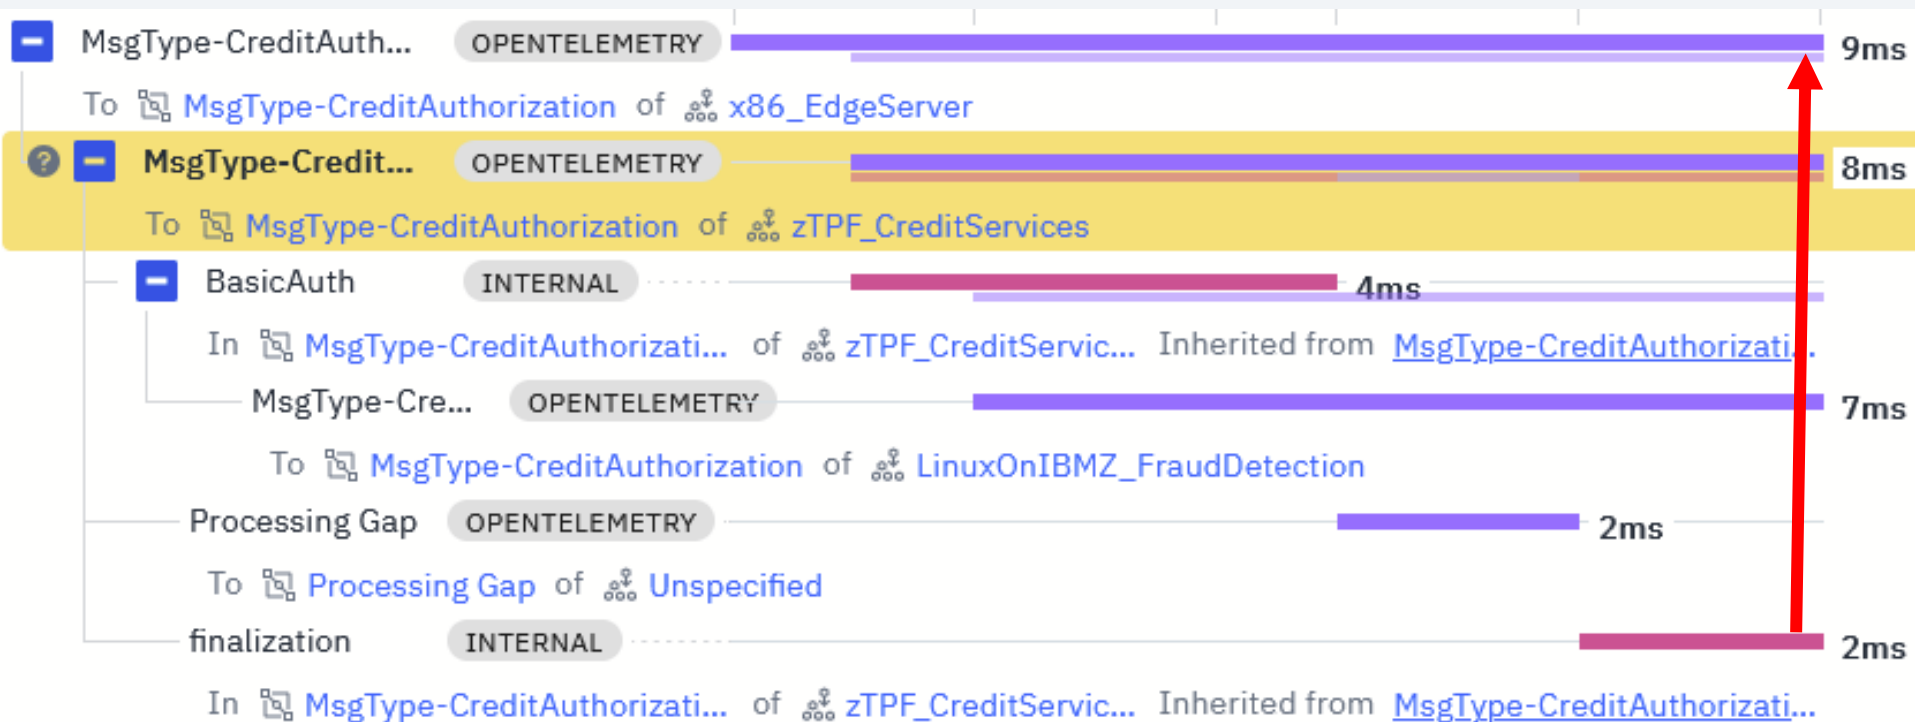 MsgType-CreditAuth... OPENTELEMETRY 9ms
To MsgType-CreditAuthorization of x86_EdgeServer
? MsgType-Credit... OPENTELEMETRY 8ms
To MsgType-CreditAuthorization of zTPF_CreditServices
BasicAuth INTERNAL 4ms
In MsgType-CreditAuthorizati... of zTPF_CreditServic... Inherited from MsgType-CreditAuthorizati...
MsgType-Cre... OPENTELEMETRY 7ms
To MsgType-CreditAuthorization of LinuxOnIBMZ_FraudDetection
Processing Gap OPENTELEMETRY 2ms
To Processing Gap of Unspecified
finalization INTERNAL 2ms
In MsgType-CreditAuthorizati... of zTPF_CreditServic... Inherited from MsgType-CreditAuthorizati...